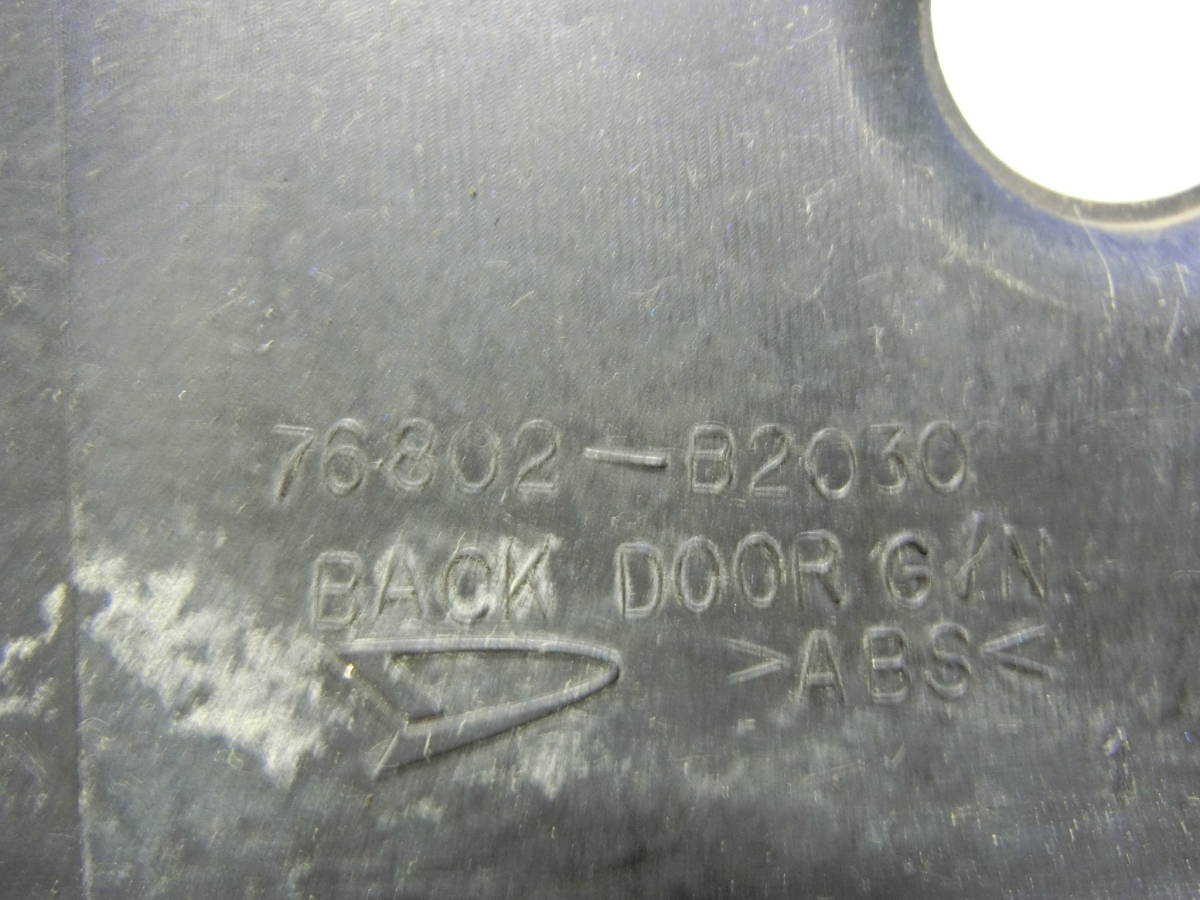 76802-B2030
BACK DOOR G/N.
>ABS<